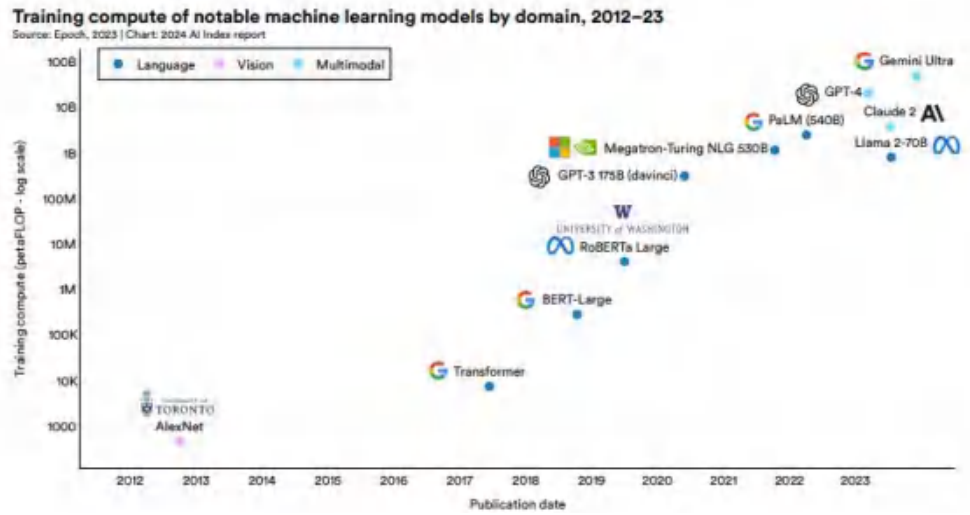 Training compute of notable machine learning models by domain, 2012–23
Source: Epoch, 2023 | Chart: 2024 AI Index report
Language
Vision
Multimodal
Training compute (petaFLOP - log scale)
100B
10B
1B
100M
10M
1M
100K
10K
1000
Gemini Ultra
GPT-4
Claude 2
PaLM (540B)
Llama 2-70B
Megatron-Turing NLG 530B
GPT-3 175B (davinci)
W
UNIVERSITY of WASHINGTON
RoBERTa Large
BERT-Large
Transformer
UNIVERSITY OF
TORONTO
AlexNet
2012 2013 2014 2015 2016 2017 2018 2019 2020 2021 2022 2023
Publication date